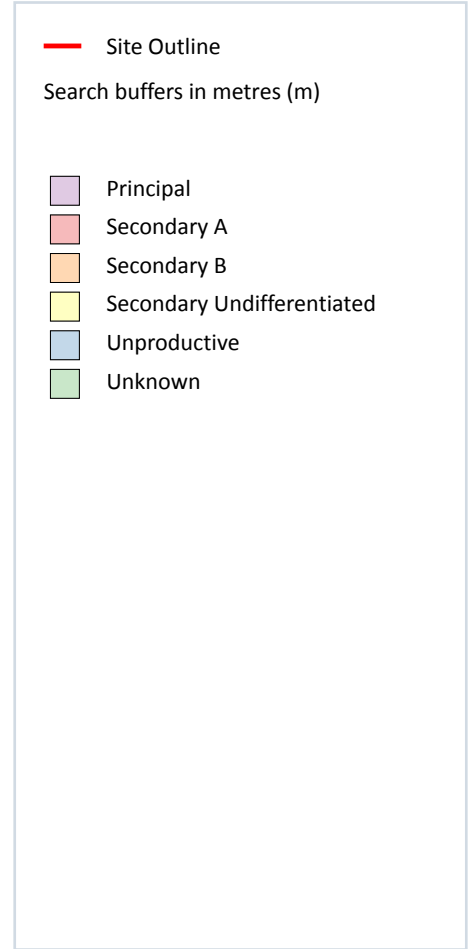 Site Outline
Search buffers in metres (m)
Principal
Secondary A
Secondary B
Secondary Undifferentiated
Unproductive
Unknown